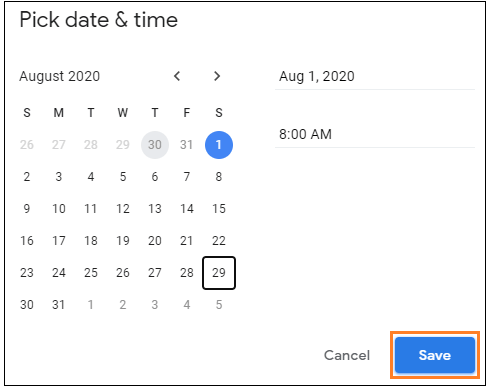 Pick date & time
August 2020
S M T W T F S
26 27 28 29 30 31 1
2 3 4 5 6 7 8
9 10 11 12 13 14 15
16 17 18 19 20 21 22
23 24 25 26 27 28 29
30 31 1 2 3 4 5
Aug 1, 2020
8:00 AM
Cancel Save